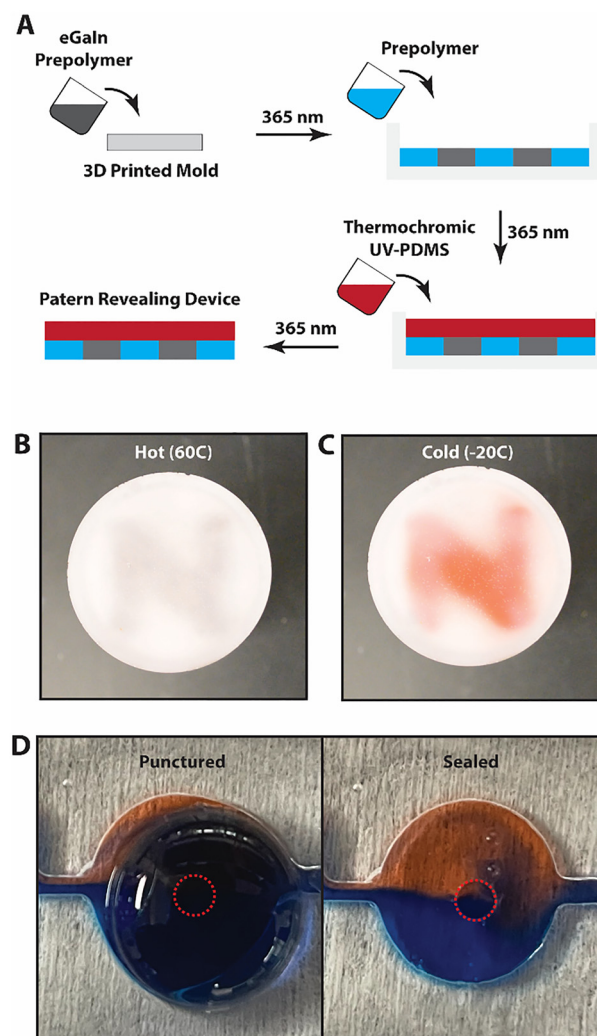 A
eGaIn
Prepolymer
3D Printed Mold
365 nm
Prepolymer
365 nm
Thermochromic
UV-PDMS
365 nm
Patern Revealing Device
B
Hot (60C)
C
Cold (-20C)
N
N
D
Punctured
Sealed